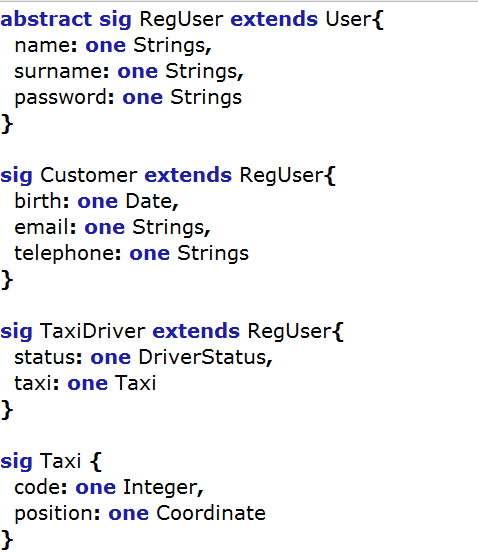 abstract sig RegUser extends User{
name: one Strings,
surname: one Strings,
password: one Strings
}
sig Customer extends RegUser{
birth: one Date,
email: one Strings,
telephone: one Strings
}
sig TaxiDriver extends RegUser{
status: one DriverStatus,
taxi: one Taxi
}
sig Taxi {
code: one Integer,
position: one Coordinate
}